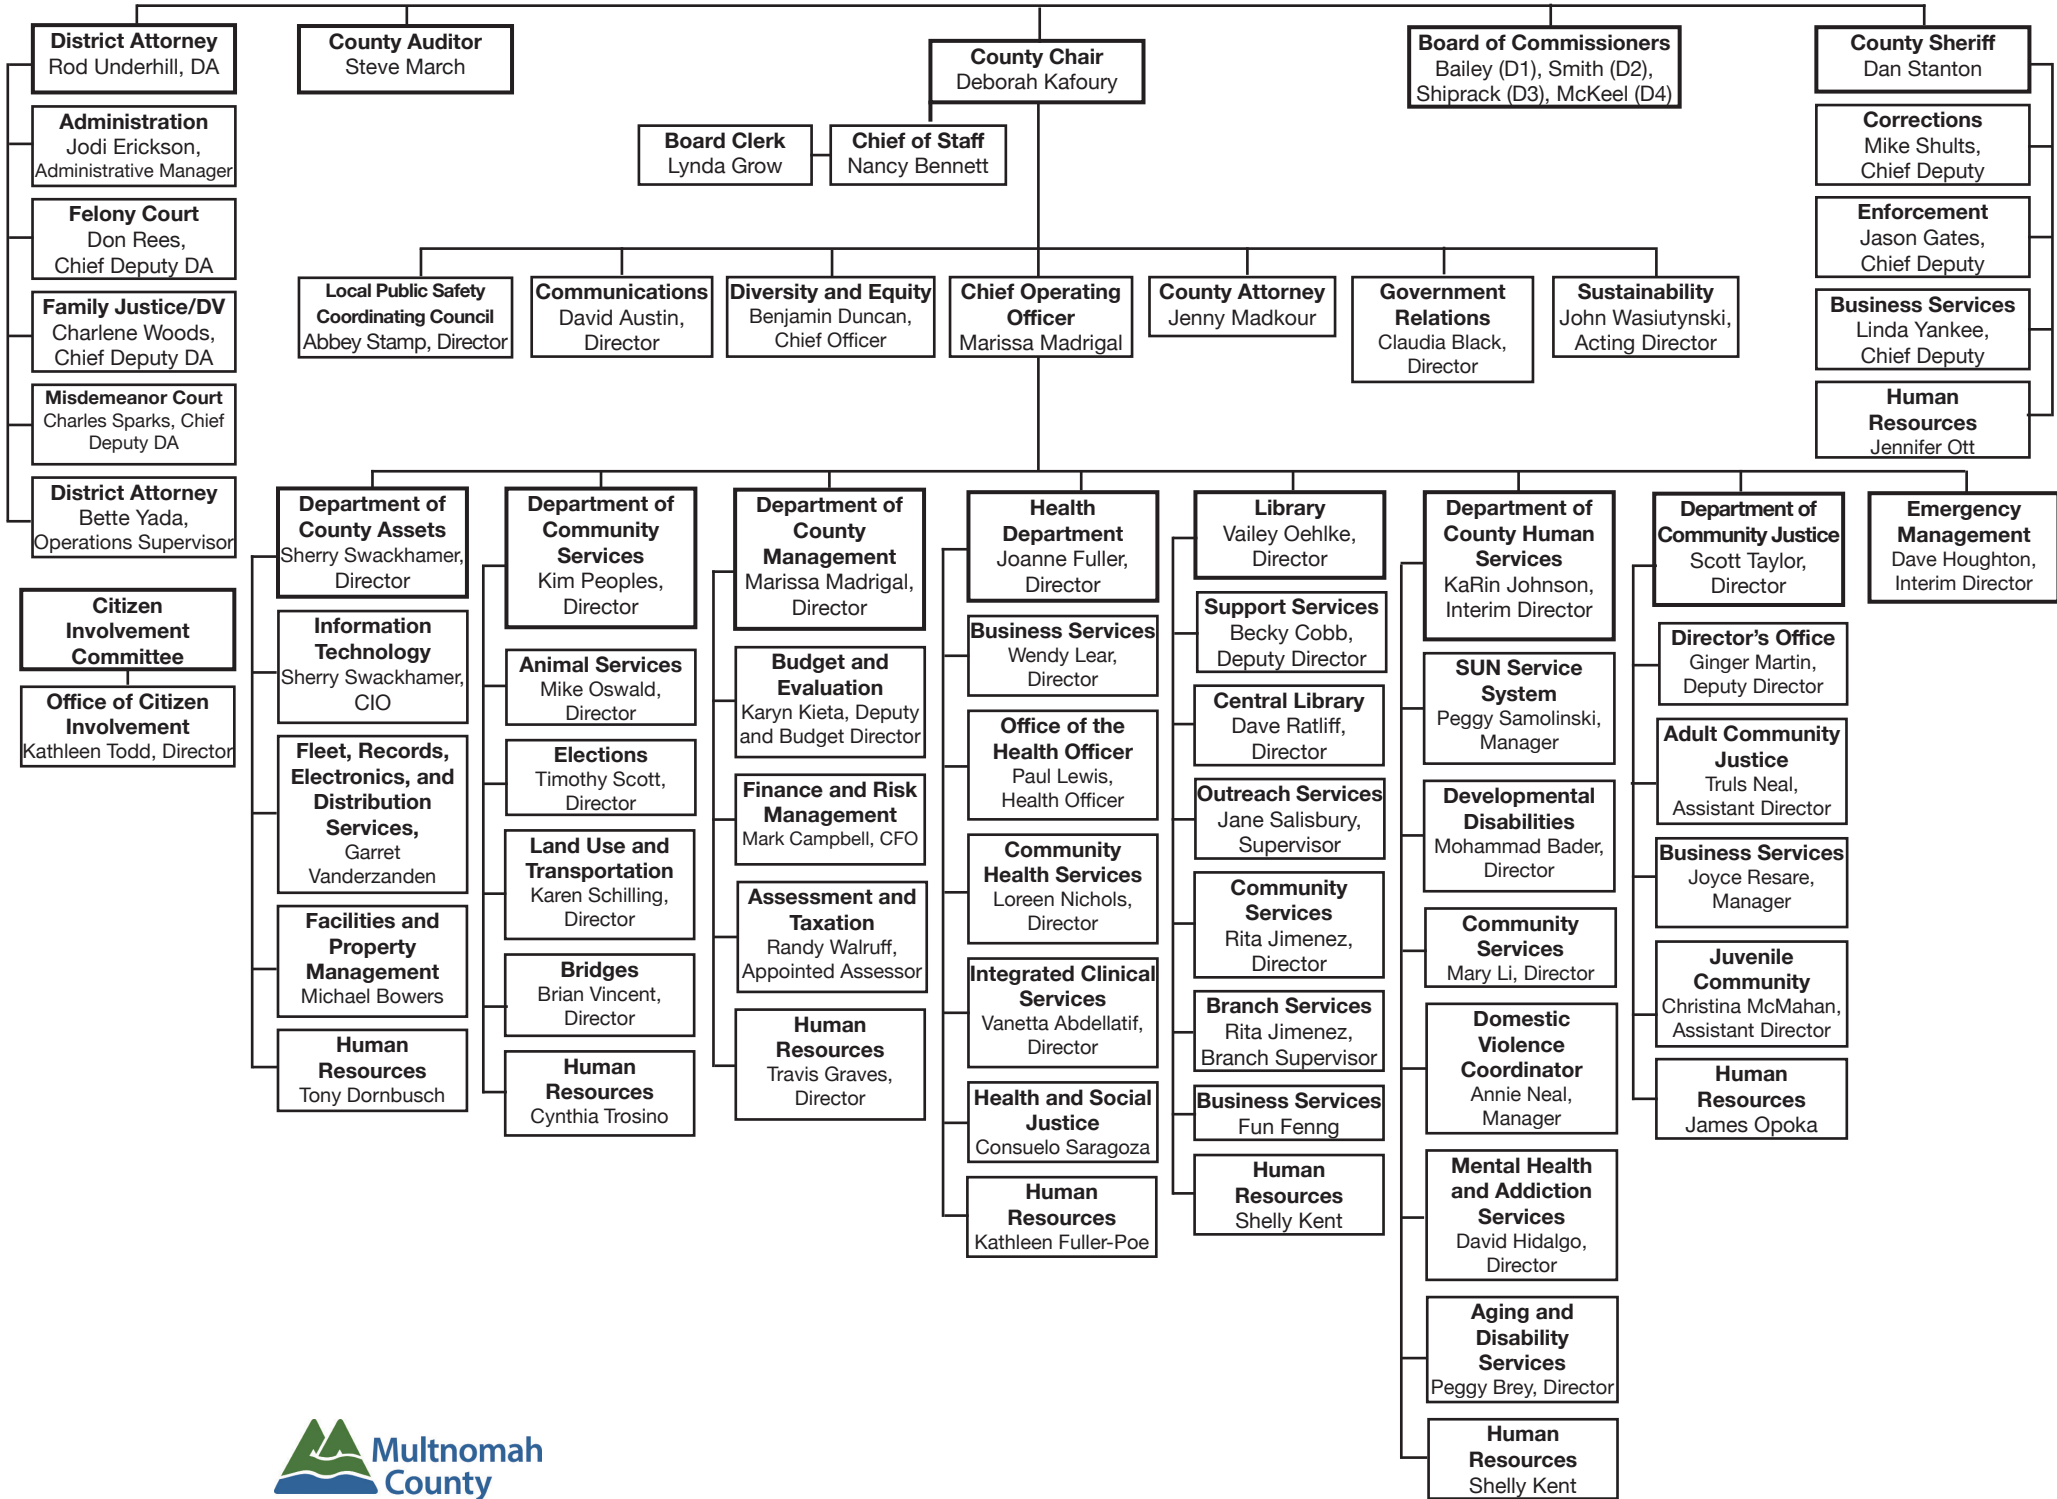 District Attorney
Rod Underhill, DA
County Auditor
Steve March
County Chair
Deborah Kafoury
Board of Commissioners
Bailey (D1), Smith (D2),
Shiprack (D3), McKeel (D4)
County Sheriff
Dan Stanton
Administration
Jodi Erickson,
Administrative Manager
Felony Court
Don Rees,
Chief Deputy DA
Family Justice/DV
Charlene Woods,
Chief Deputy DA
Misdemeanor Court
Charles Sparks, Chief
Deputy DA
District Attorney
Bette Yada,
Operations Supervisor
Board Clerk
Lynda Grow
Chief of Staff
Nancy Bennett
Corrections
Mike Shults,
Chief Deputy
Enforcement
Jason Gates,
Chief Deputy
Business Services
Linda Yankee,
Chief Deputy
Human
Resources
Jennifer Ott
Local Public Safety
Coordinating Council
Abbey Stamp, Director
Communications
David Austin,
Director
Diversity and Equity
Benjamin Duncan,
Chief Officer
Chief Operating
Officer
Marissa Madrigal
County Attorney
Jenny Madkour
Government
Relations
Claudia Black,
Director
Sustainability
John Wasiutynski,
Acting Director
Citizen
Involvement
Committee
Office of Citizen
Involvement
Kathleen Todd, Director
Department of
County Assets
Sherry Swackhamer,
Director
Information
Technology
Sherry Swackhamer,
CIO
Fleet, Records,
Electronics, and
Distribution
Services,
Garret
Vanderzanden
Facilities and
Property
Management
Michael Bowers
Human
Resources
Tony Dornbusch
Department of
Community
Services
Kim Peoples,
Director
Animal Services
Mike Oswald,
Director
Elections
Timothy Scott,
Director
Land Use and
Transportation
Karen Schilling,
Director
Bridges
Brian Vincent,
Director
Human
Resources
Cynthia Trosino
Department of
County
Management
Marissa Madrigal,
Director
Budget and
Evaluation
Karyn Kieta, Deputy
and Budget Director
Finance and Risk
Management
Mark Campbell, CFO
Assessment and
Taxation
Randy Walruff,
Appointed Assessor
Human
Resources
Travis Graves,
Director
Health
Department
Joanne Fuller,
Director
Business Services
Wendy Lear,
Director
Office of the
Health Officer
Paul Lewis,
Health Officer
Community
Health Services
Loreen Nichols,
Director
Integrated Clinical
Services
Vanetta Abdellatif,
Director
Health and Social
Justice
Consuelo Saragoza
Human
Resources
Kathleen Fuller-Poe
Library
Vailey Oehlke,
Director
Support Services
Becky Cobb,
Deputy Director
Central Library
Dave Ratliff,
Director
Outreach Services
Jane Salisbury,
Supervisor
Community
Services
Rita Jimenez,
Director
Branch Services
Rita Jimenez,
Branch Supervisor
Business Services
Fun Fenng
Human
Resources
Shelly Kent
Department of
County Human
Services
KaRin Johnson,
Interim Director
SUN Service
System
Peggy Samolinski,
Manager
Developmental
Disabilities
Mohammad Bader,
Director
Community
Services
Mary Li, Director
Domestic
Violence
Coordinator
Annie Neal,
Manager
Mental Health
and Addiction
Services
David Hidalgo,
Director
Aging and
Disability
Services
Peggy Brey, Director
Human
Resources
Shelly Kent
Department of
Community Justice
Scott Taylor,
Director
Director's Office
Ginger Martin,
Deputy Director
Adult Community
Justice
Truls Neal,
Assistant Director
Business Services
Joyce Resare,
Manager
Juvenile
Community
Christina McMahan,
Assistant Director
Human
Resources
James Opoka
Emergency
Management
Dave Houghton,
Interim Director
Multnomah
County